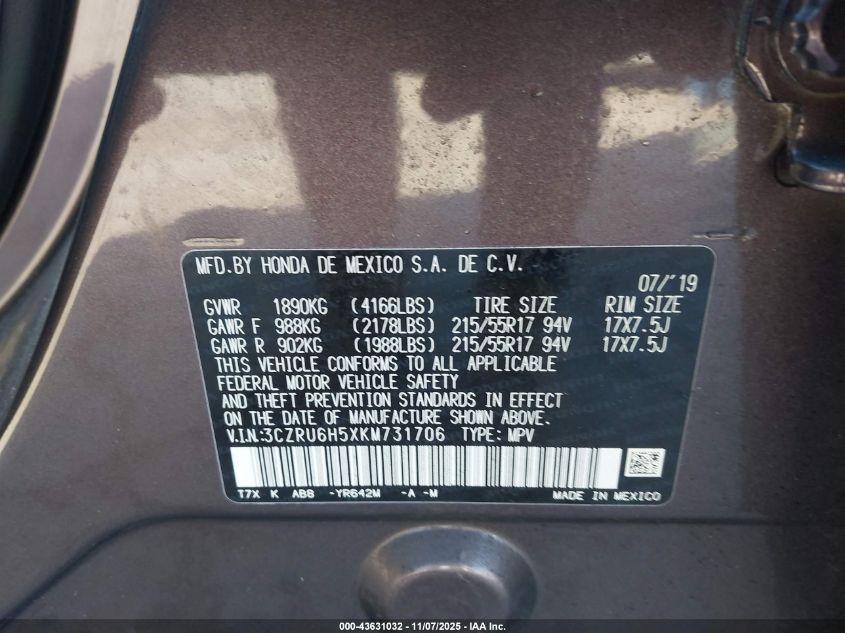 MFD.BY HONDA DE MEXICO S.A. DE C.V.
07/'19
GVWR 1890KG (4166LBS) TIRE SIZE RIM SIZE
GAWR F 988KG (2178LBS) 215/55R17 94V 17X7.5J
GAWR R 902KG (1988LBS) 215/55R17 94V 17X7.5J
THIS VEHICLE CONFORMS TO ALL APPLICABLE
FEDERAL MOTOR VEHICLE SAFETY
AND THEFT PREVENTION STANDARDS IN EFFECT
ON THE DATE OF MANUFACTURE SHOWN ABOVE.
V.I.N.:3CZRU6H5XKM731706 TYPE: MPV
T7X K AB8 -YR642M -A -M MADE IN MEXICO
000-43631032 - 11/07/2025 - IAA Inc.